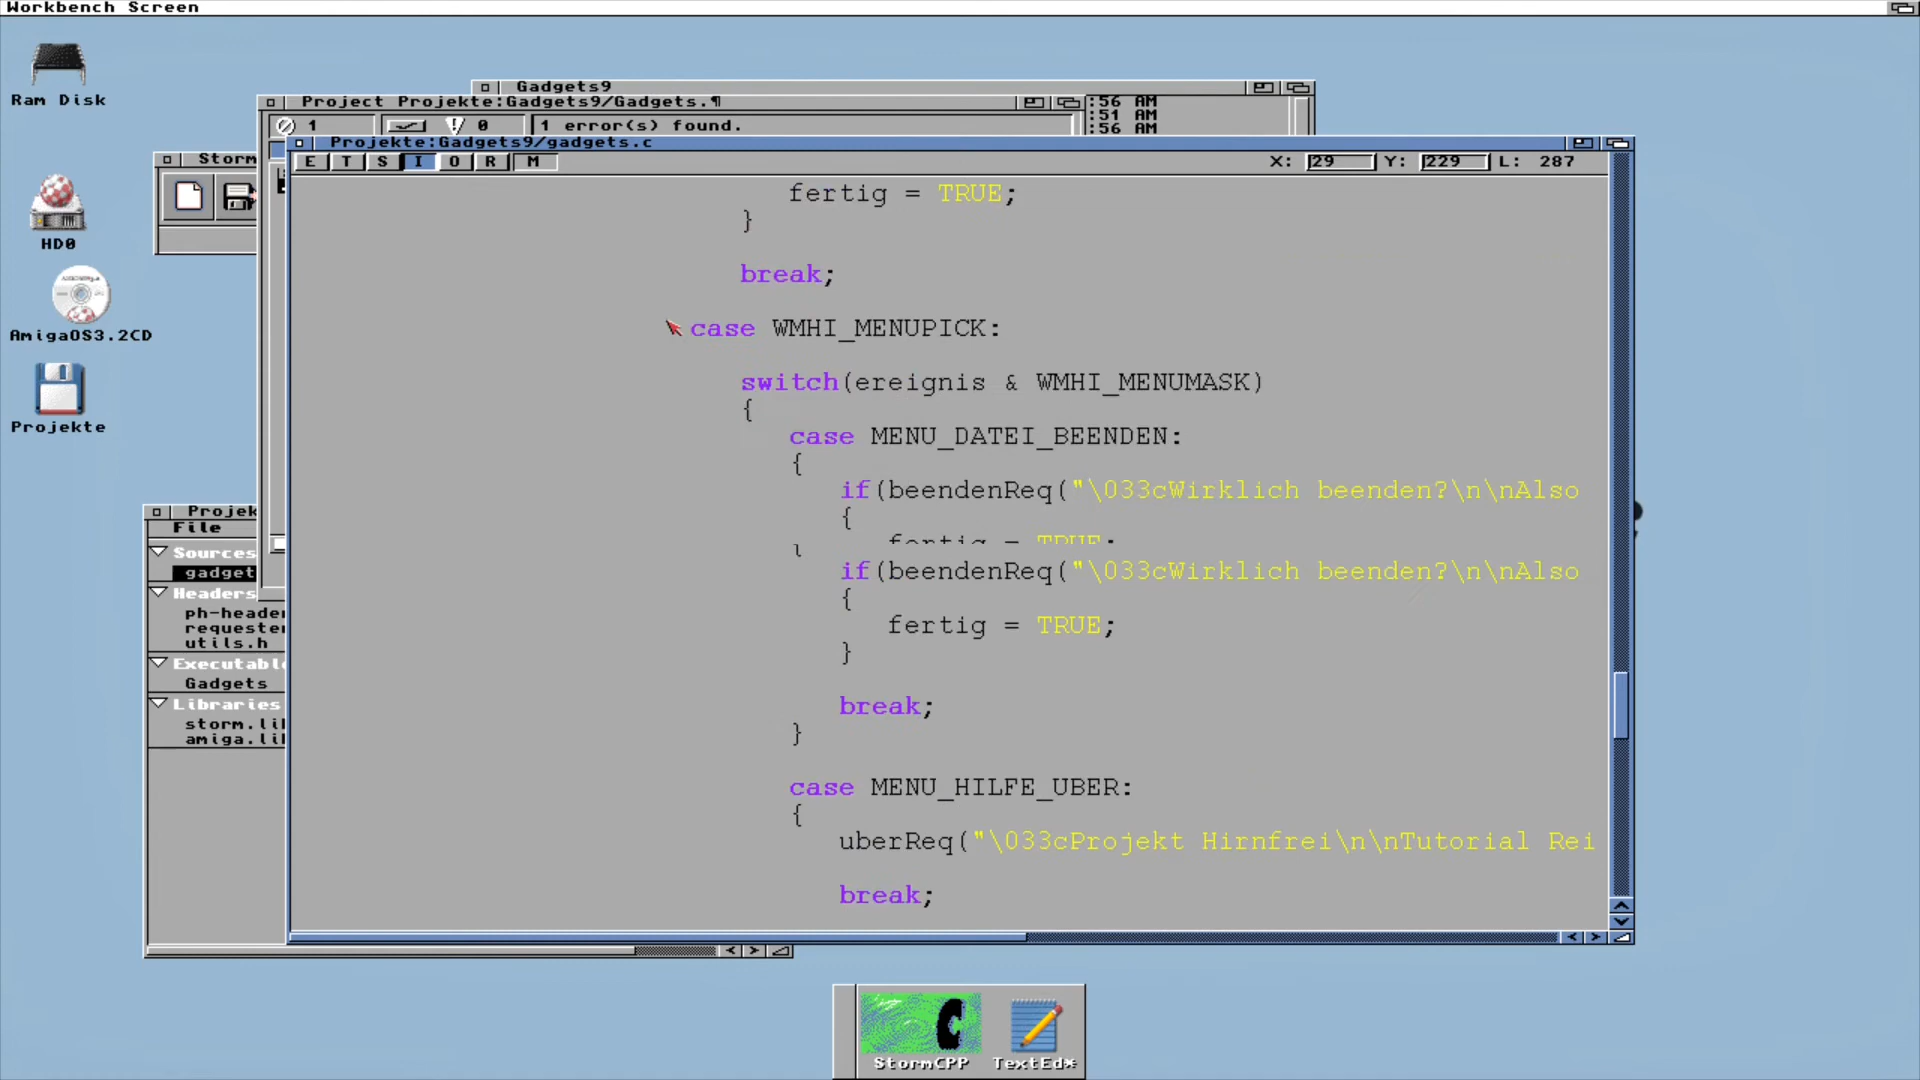 Workbench Screen
Ram Disk
HD0
AmigaOS3.2CD
Projekte
Gadgets9
Project Projekte:Gadgets9/Gadgets.¶
:56 AM
:51 AM
:56 AM
1
0
1 error(s) found.
Storm
Projekte:Gadgets9/gadgets.c
E T S I O R M
X: 29 Y: 229 L: 287
fertig = TRUE;
}
break;
case WMHI_MENUPICK:
switch(ereignis & WMHI_MENUMASK)
{
case MENU_DATEI_BEENDEN:
{
if(beendenReq("\033cWirklich beenden?\n\nAlso
{
fertig = TRUE;
if(beendenReq("\033cWirklich beenden?\n\nAlso
{
fertig = TRUE;
}
break;
}
case MENU_HILFE_UBER:
{
uberReq("\033cProjekt Hirnfrei\n\nTutorial Rei
break;
Projek
File
Sources
gadget
Headers
ph-header
requester
utils.h
Executabl
Gadgets
Libraries
storm.li
amiga.li
StormCPP
TextEd*